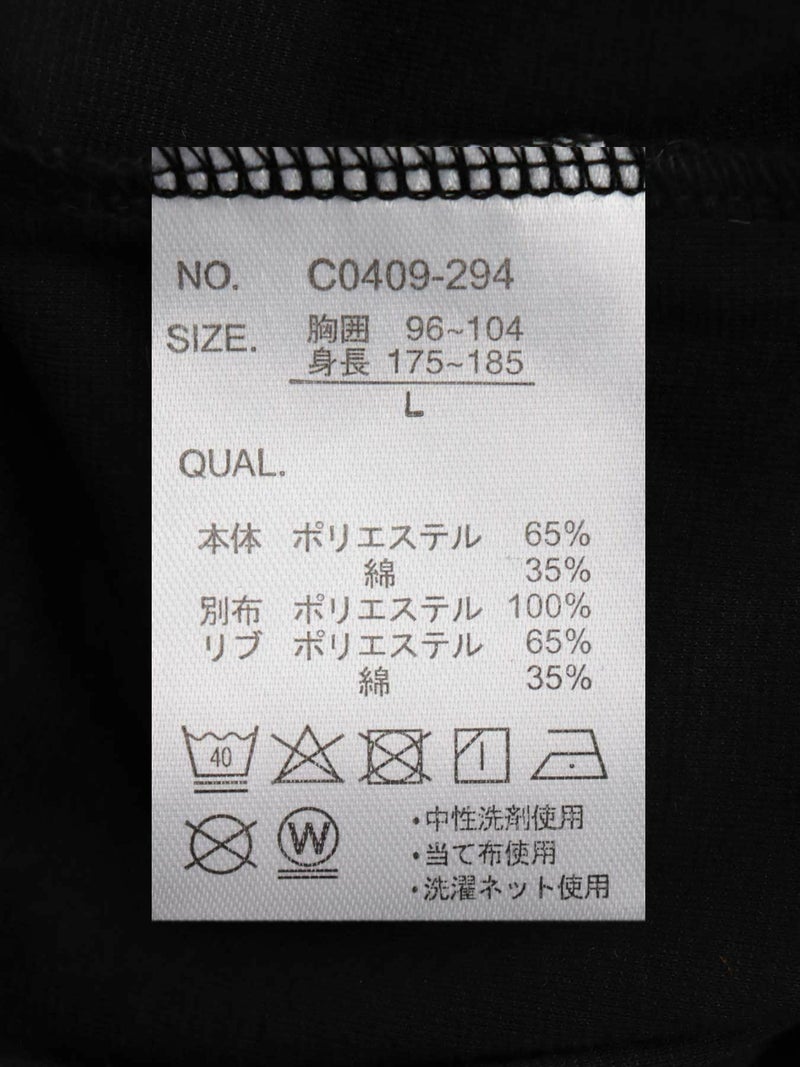 NO. C0409-294
SIZE. 胸囲 96~104
身長 175~185
L
QUAL.
本体 ポリエステル 65%
綿 35%
別布 ポリエステル 100%
リブ ポリエステル 65%
綿 35%
40
W
・中性洗剤使用
・当て布使用
・洗濯ネット使用